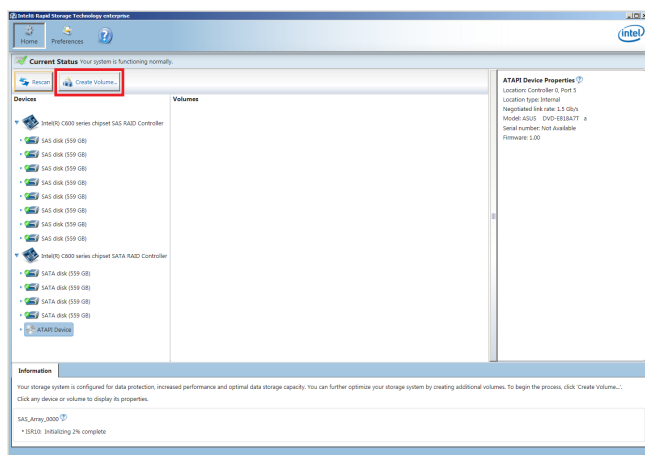 Intel® Rapid Storage Technology enterprise
Home
Preferences
intel
Current Status Your system is functioning normally.
Rescan
Create Volume...
Devices
Volumes
Intel(R) C600 series chipset SAS RAID Controller
SAS disk (559 GB)
SAS disk (559 GB)
SAS disk (559 GB)
SAS disk (559 GB)
SAS disk (559 GB)
SAS disk (559 GB)
SAS disk (559 GB)
SAS disk (559 GB)
Intel(R) C600 series chipset SATA RAID Controller
SATA disk (559 GB)
SATA disk (559 GB)
SATA disk (559 GB)
SATA disk (559 GB)
ATAPI Device
ATAPI Device Properties
Location: Controller 0, Port 5
Location type: Internal
Negotiated link rate: 1.5 Gb/s
Model: ASUS DVD-E818A7T a
Serial number: Not Available
Firmware: 1.00
Information
Your storage system is configured for data protection, increased performance and optimal data storage capacity. You can further optimize your storage system by creating additional volumes. To begin the process, click 'Create Volume...'.
Click any device or volume to display its properties.
SAS_Array_0000
• ISR10: Initializing 2% complete